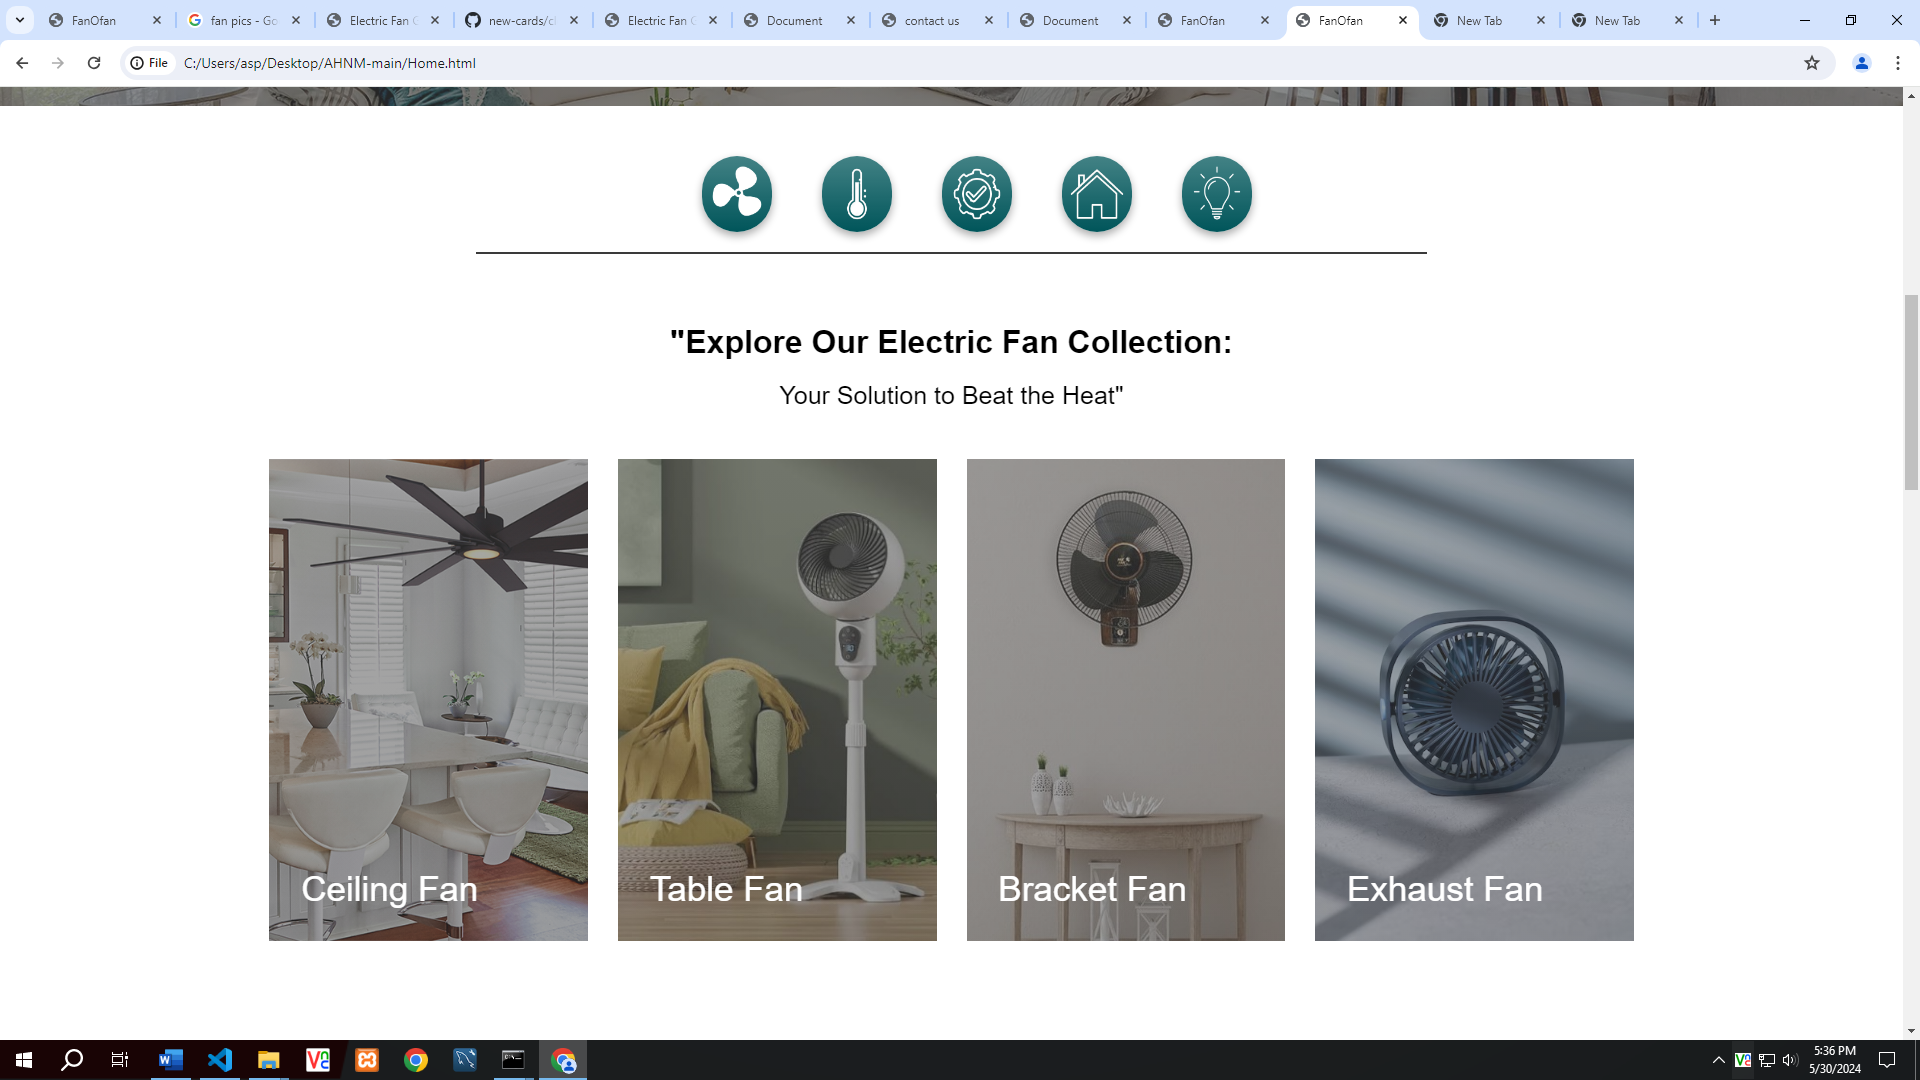 FanOfan
fan pics - Go
Electric Fan C
new-cards/ci
Electric Fan C
Document
contact us
Document
FanOfan
FanOfan
New Tab
New Tab
File
C:/Users/asp/Desktop/AHNM-main/Home.html
"Explore Our Electric Fan Collection:
Your Solution to Beat the Heat"
Ceiling Fan
Table Fan
Bracket Fan
Exhaust Fan
5:36 PM
5/30/2024